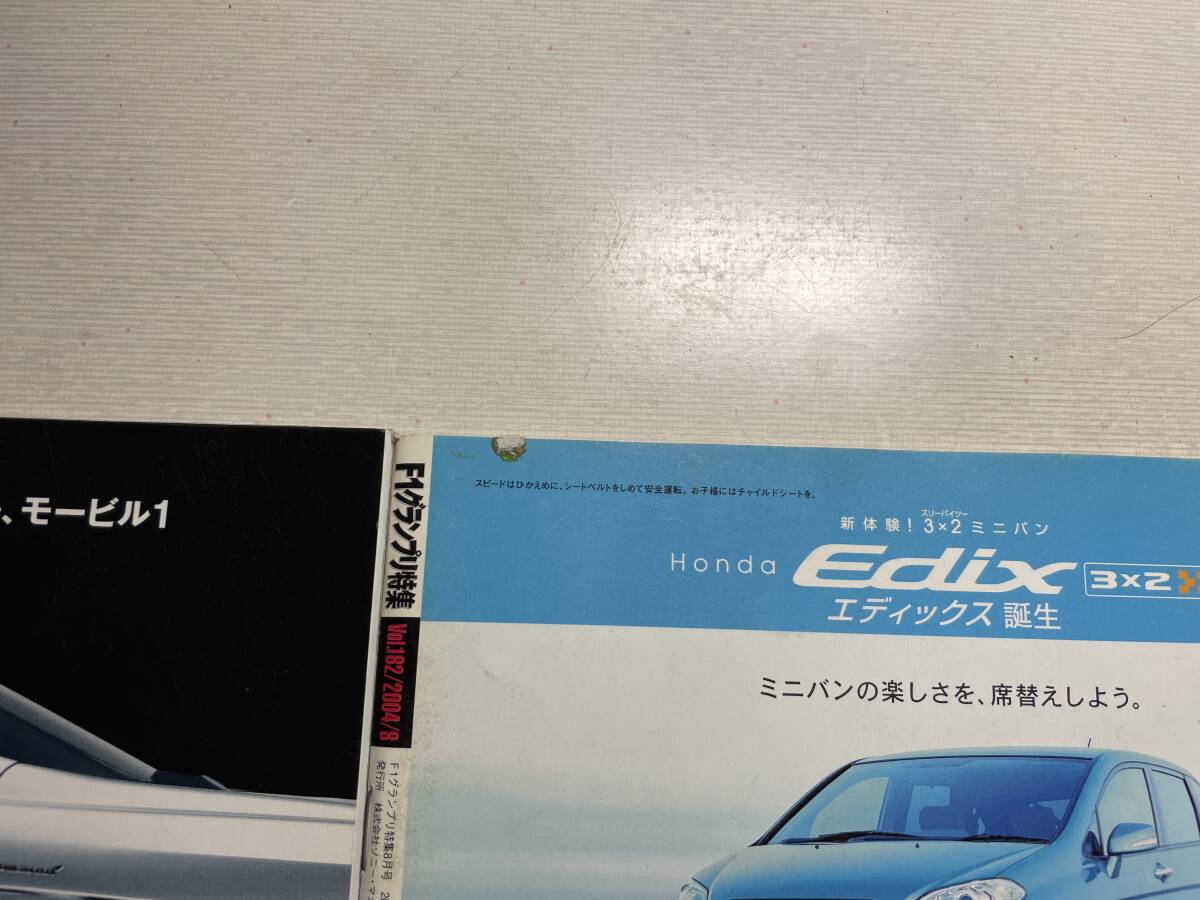 、モービル1
F1グランプリ特集
Vol.182/2004/8
F1グランプリ特集8月号
発行所 株式会社ソニー・マ
スピードはひかえめに、シートベルトをしめて安全運転。お子様にはチャイルドシートを。
スリーバイツー
新体験！3×2ミニバン
Honda Edix 3×2
エディックス 誕生
ミニバンの楽しさを、席替えしよう。